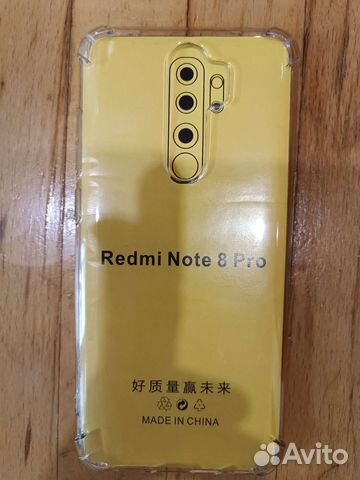 Redmi Note 8 Pro
好质量赢未来
MADE IN CHINA
Avito